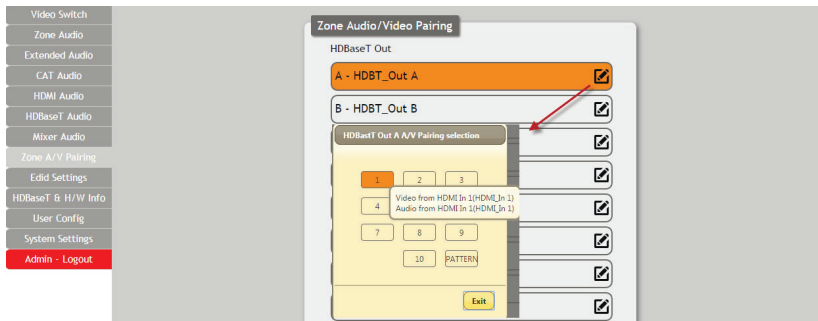 Video Switch
Zone Audio
Extended Audio
CAT Audio
HDMI Audio
HDBaseT Audio
Mixer Audio
Zone A/V Pairing
Edid Settings
HDBaseT & H/W Info
User Config
System Settings
Admin - Logout
Zone Audio/Video Pairing
HDBaseT Out
A - HDBT_Out A
B - HDBT_Out B
HDBastT Out A A/V Pairing selection
1 2 3
Video from HDMI In 1(HDMI_In 1)
4 Audio from HDMI In 1(HDMI_In 1)
7 8 9
10 PATTERN
Exit